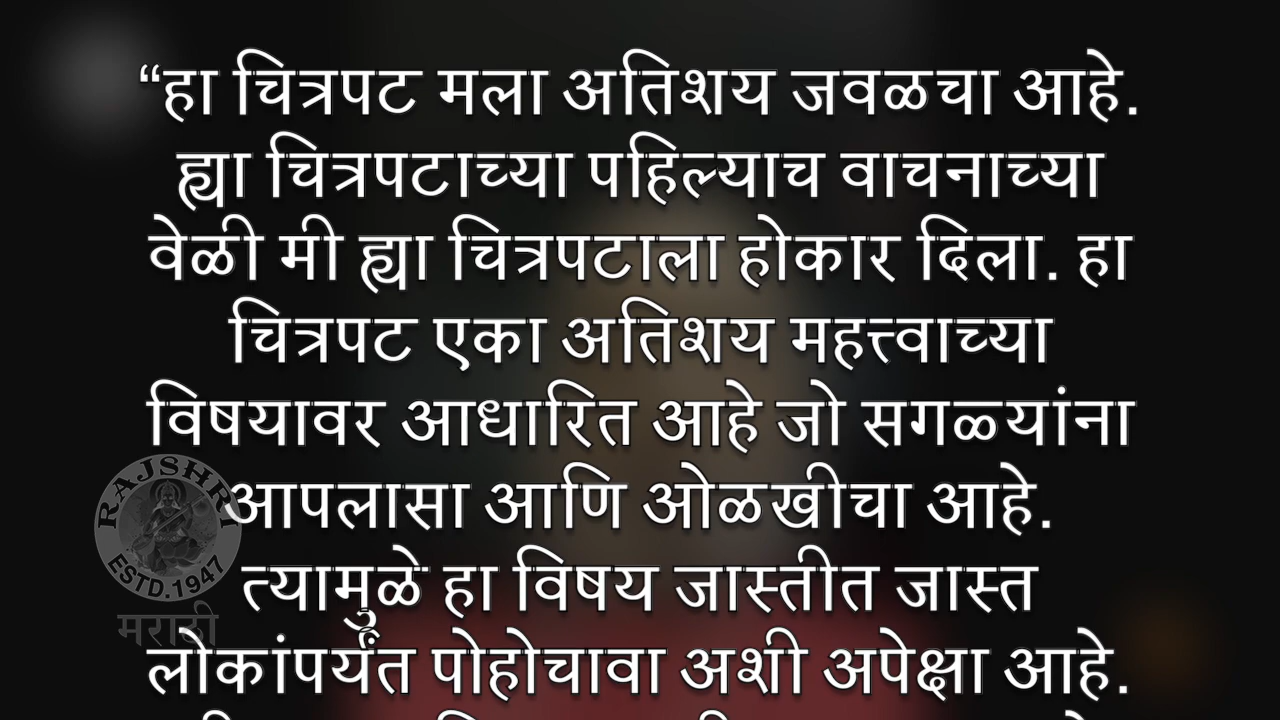 “हा चित्रपट मला अतिशय जवळचा आहे.
ह्या चित्रपटाच्या पहिल्याच वाचनाच्या
वेळी मी ह्या चित्रपटाला होकार दिला. हा
चित्रपट एका अतिशय महत्त्वाच्या
विषयावर आधारित आहे जो सगळ्यांना
आपलासा आणि ओळखीचा आहे.
त्यामुळे हा विषय जास्तीत जास्त
लोकांपर्यंत पोहोचावा अशी अपेक्षा आहे.
RAJSHRI
ESTD.1947
मराठी